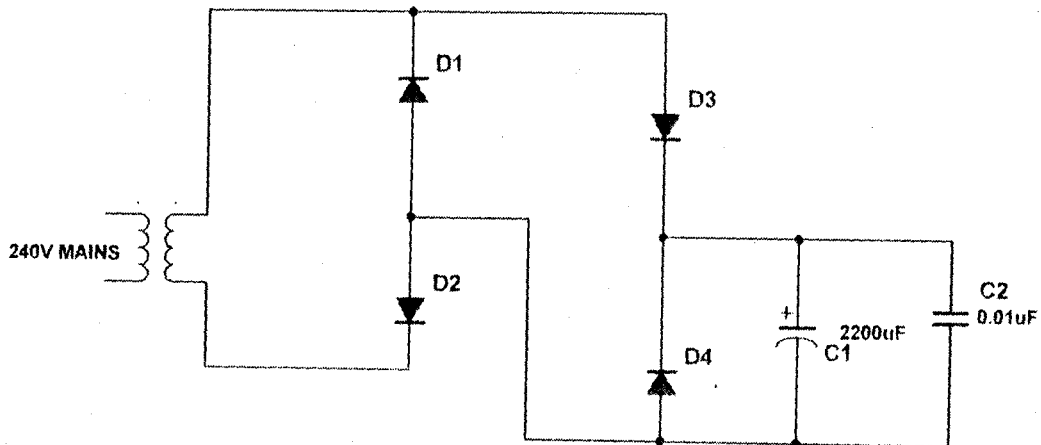 D1
D3
240V MAINS
D2
C2
0.01uF
+
2200uF
C1
D4